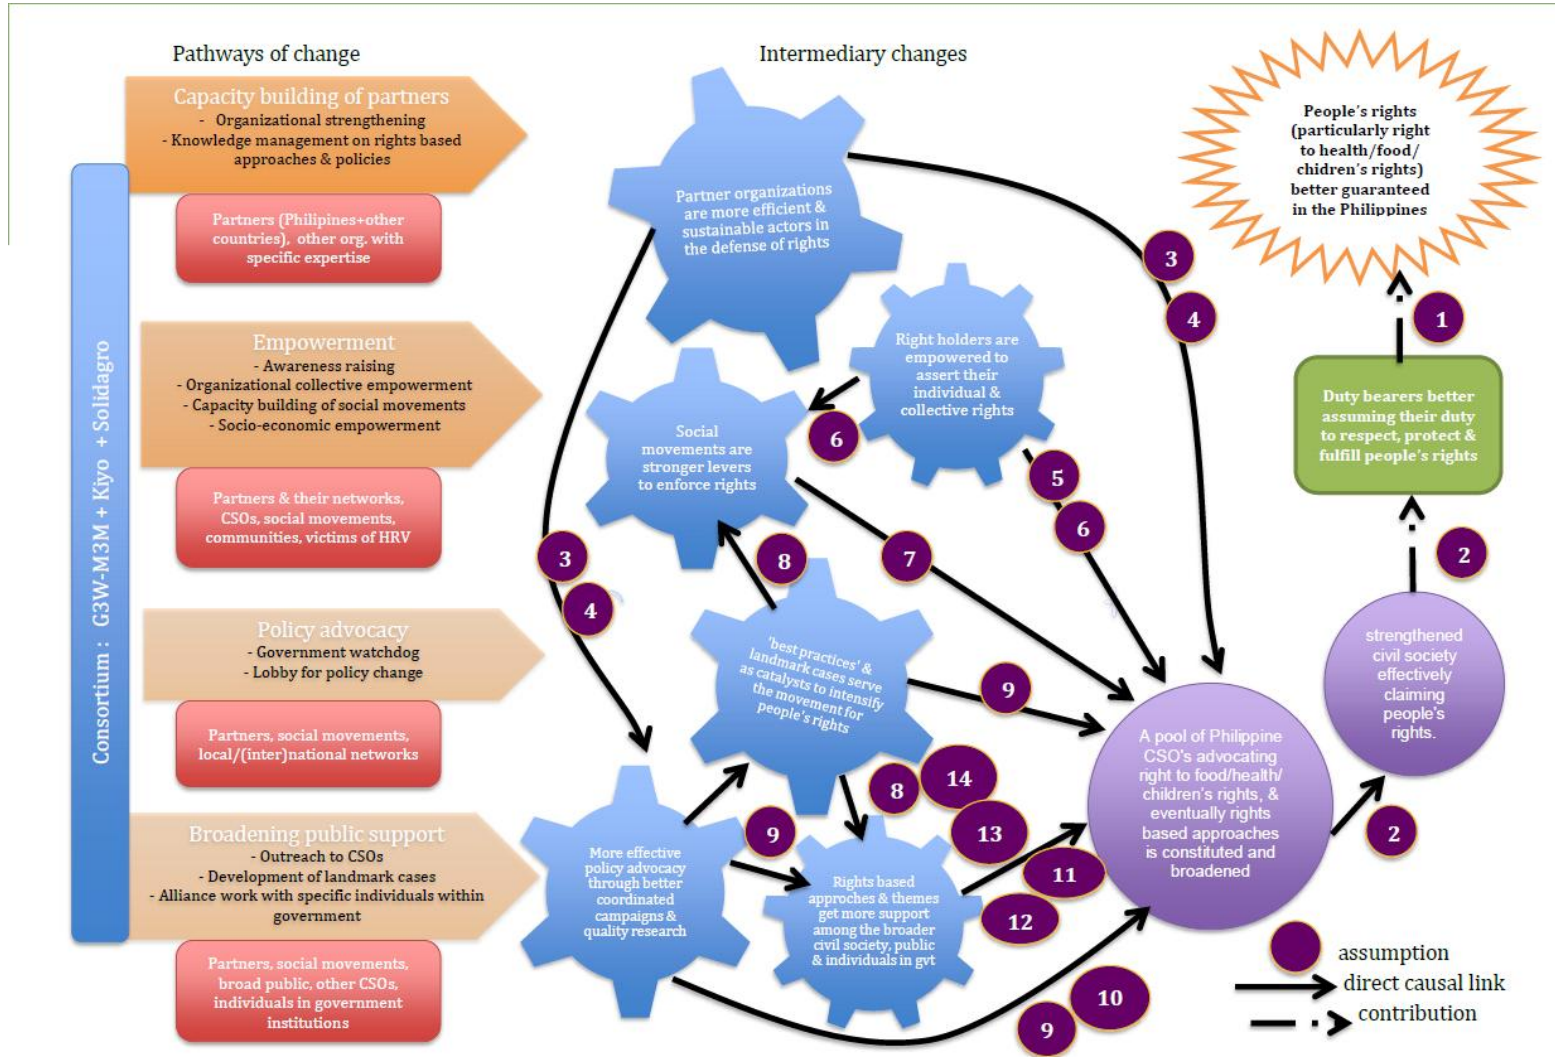 Pathways of change
Intermediary changes
Consortium : G3W-M3M + Kiyo + Solidagro
Capacity building of partners
- Organizational strengthening
- Knowledge management on rights based
approaches & policies
Partners (Philipines+other
countries), other org. with
specific expertise
Empowerment
- Awareness raising
- Organizational collective empowerment
- Capacity building of social movements
- Socio-economic empowerment
Partners & their networks,
CSOs, social movements,
communities, victims of HRV
Policy advocacy
- Government watchdog
- Lobby for policy change
Partners, social movements,
local/(inter)national networks
Broadening public support
- Outreach to CSOs
- Development of landmark cases
- Alliance work with specific individuals within
government
Partners, social movements,
broad public, other CSOs,
individuals in government
institutions
Partner organizations
are more efficient &
sustainable actors in
the defense of rights
Right holders are
empowered to
assert their
individual &
collective rights
Social
movements are
stronger levers
to enforce rights
'best practices' &
landmark cases serve
as catalysts to intensify
the movement for
people's rights
More effective
policy advocacy
through better
coordinated
campaigns &
quality research
Rights based
approches & themes
get more support
among the broader
civil society, public
& individuals in gvt
3
4
6
5
6
3
4
8
7
9
8
14
13
9
11
12
10
9
A pool of Philippine
CSO's advocating
right to food/health/
children's rights, &
eventually rights
based approaches
is constituted and
broadened
2
strengthened
civil society
effectively
claiming
people's
rights.
2
Duty bearers better
assuming their duty
to respect, protect &
fulfill people's rights
1
People's rights
(particularly right
to health/food/
chidren's rights)
better guaranteed
in the Philippines
assumption
direct causal link
contribution